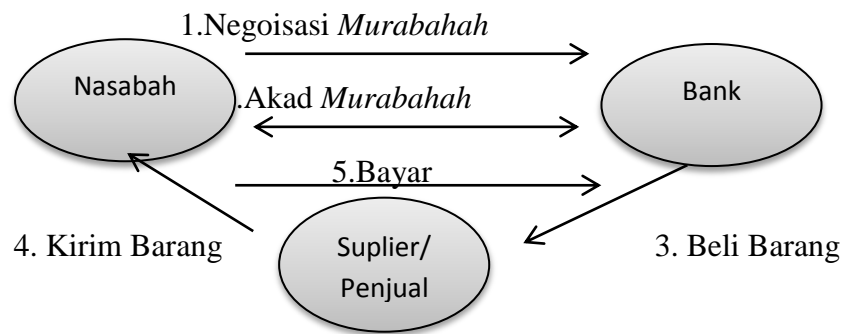 1.Negoisasi Murabahah
Nasabah
.Akad Murabahah
Bank
5.Bayar
4. Kirim Barang
Suplier/
Penjual
3. Beli Barang